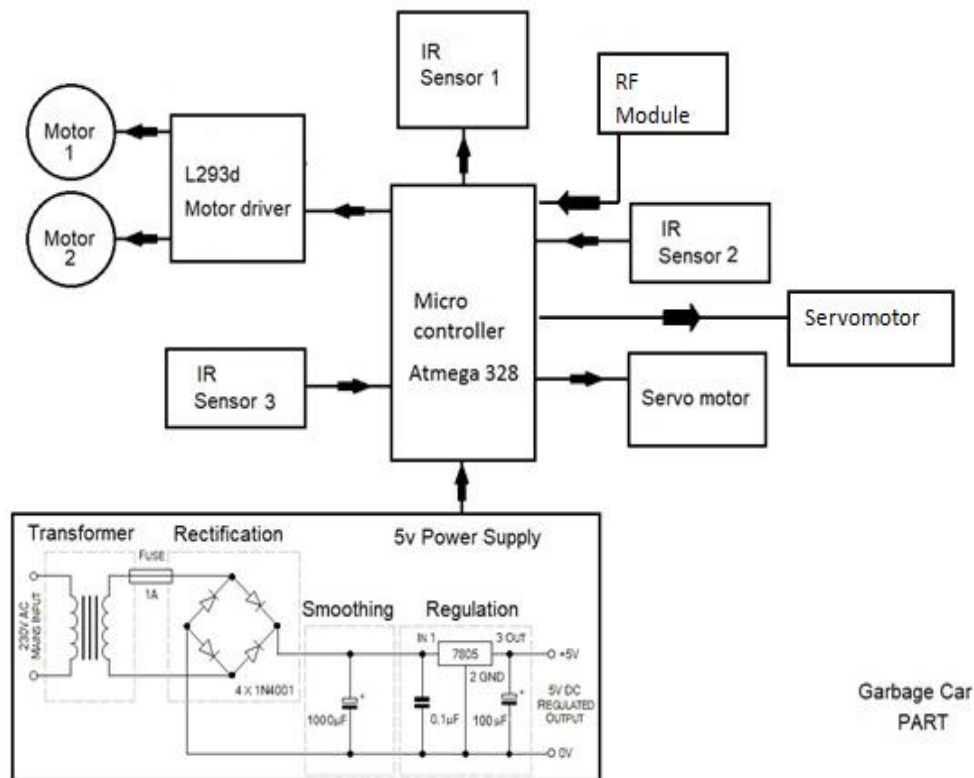 IR
Sensor 1
RF
Module
Motor
1
L293d
Motor driver
Motor
2
IR
Sensor 2
Micro
controller
Atmega 328
Servomotor
IR
Sensor 3
Servo motor
Transformer
Rectification
5v Power Supply
FUSE
1A
Smoothing
Regulation
230V AC
MAINS INPUT
IN 1
7805
3 OUT
2 GND
+5V
4 X 1N4001
+
1000µF
0.1µF
+
100µF
5V DC
REGULATED
OUTPUT
0V
Garbage Car
PART